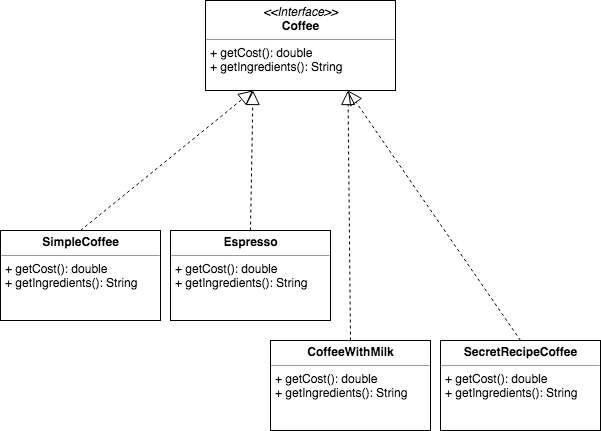 <<Interface>>
Coffee
+ getCost(): double
+ getIngredients(): String
SimpleCoffee
+ getCost(): double
+ getIngredients(): String
Espresso
+ getCost(): double
+ getIngredients(): String
CoffeeWithMilk
+ getCost(): double
+ getIngredients(): String
SecretRecipeCoffee
+ getCost(): double
+ getIngredients(): String